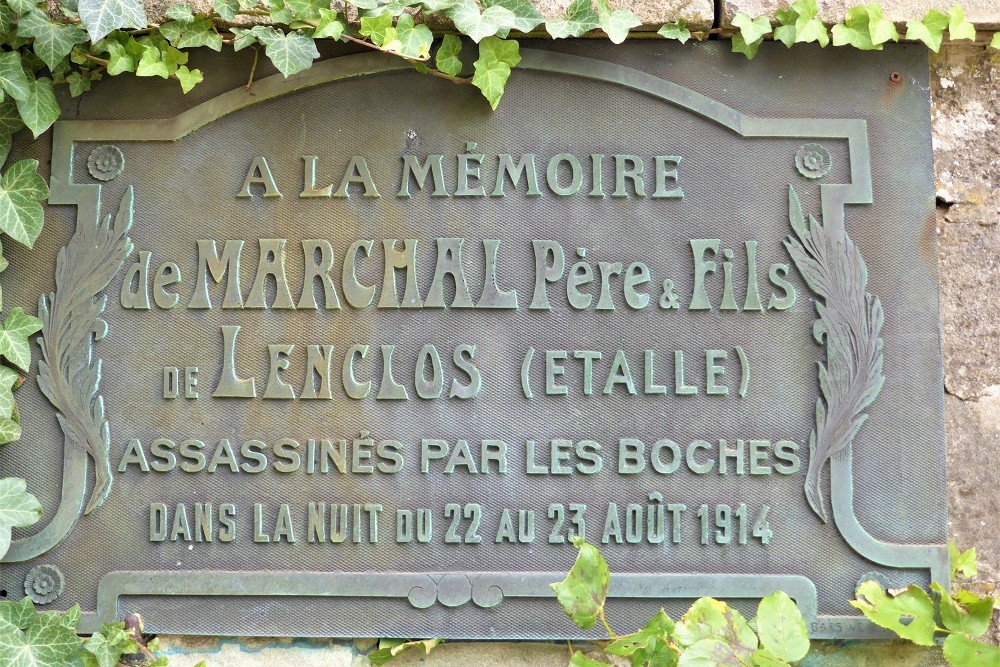 A LA MÉMOIRE
de MARCHAL Père & Fils
DE LENCLOS (ETALLE)
ASSASSINÉS PAR LES BOCHES
DANS LA NUIT DU 22 AU 23 AOÛT 1914